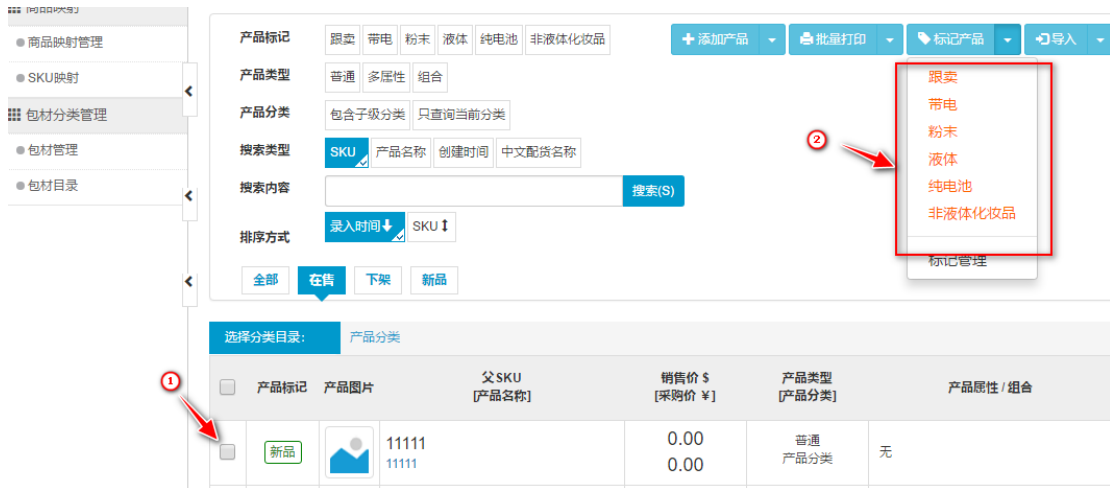 商品映射
商品映射管理
SKU映射
包材分类管理
包材管理
包材目录
产品标记 跟卖 带电 粉末 液体 纯电池 非液体化妆品
添加产品 批量打印 标记产品 导入
产品类型 普通 多属性 组合
产品分类 包含子级分类 只查询当前分类
搜索类型 SKU 产品名称 创建时间 中文配货名称
搜索内容 搜索(S)
排序方式 录入时间 SKU
全部 在售 下架 新品
跟卖
带电
粉末
液体
纯电池
非液体化妆品
标记管理
2
选择分类目录: 产品分类
1
产品标记 产品图片 父SKU 销售价 $ 产品类型 产品属性 / 组合
[产品名称] [采购价 ¥] [产品分类]
新品 11111 0.00 普通 无
11111 0.00 产品分类